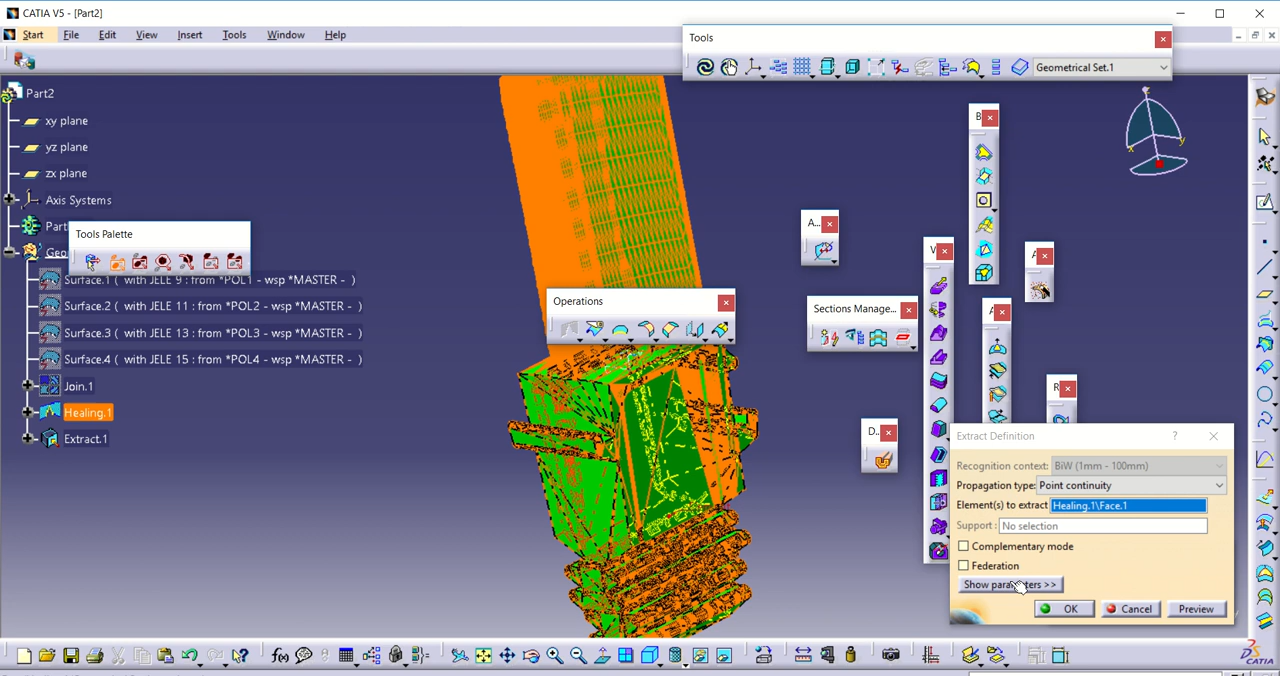 CATIA V5 - [Part2]
Start File Edit View Insert Tools Window Help
Tools
Geometrical Set.1
Part2
xy plane
yz plane
zx plane
Axis Systems
Part
Geo
Tools Palette
Surface.1 ( with JELE 9 : from *POL1 - wsp *MASTER - )
Surface.2 ( with JELE 11 : from *POL2 - wsp *MASTER - )
Surface.3 ( with JELE 13 : from *POL3 - wsp *MASTER - )
Surface.4 ( with JELE 15 : from *POL4 - wsp *MASTER - )
Join.1
Healing.1
Extract.1
Operations
B
A...
V
A
Sections Manage...
A
R
D..
Extract Definition
Recognition context: BiW (1mm - 100mm)
Propagation type: Point continuity
Element(s) to extract Healing.1\Face.1
Support : No selection
Complementary mode
Federation
Show parameters >>
OK Cancel Preview
x
y
f(x)
CATIA